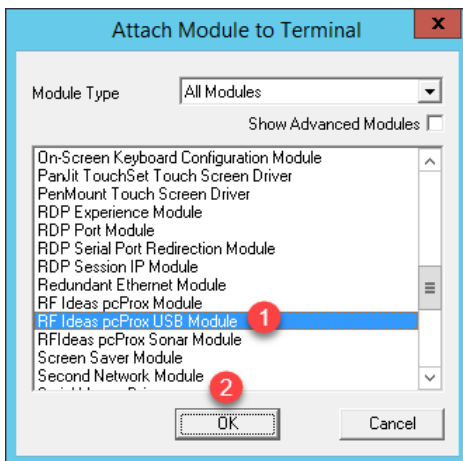 Attach Module to Terminal
x
Module Type
All Modules
Show Advanced Modules
On-Screen Keyboard Configuration Module
PanJit TouchSet Touch Screen Driver
PenMount Touch Screen Driver
RDP Experience Module
RDP Port Module
RDP Serial Port Redirection Module
RDP Session IP Module
Redundant Ethernet Module
RF Ideas pcProx Module
RF Ideas pcProx USB Module 1
RFIdeas pcProx Sonar Module
Screen Saver Module
Second Network Module
2
OK Cancel